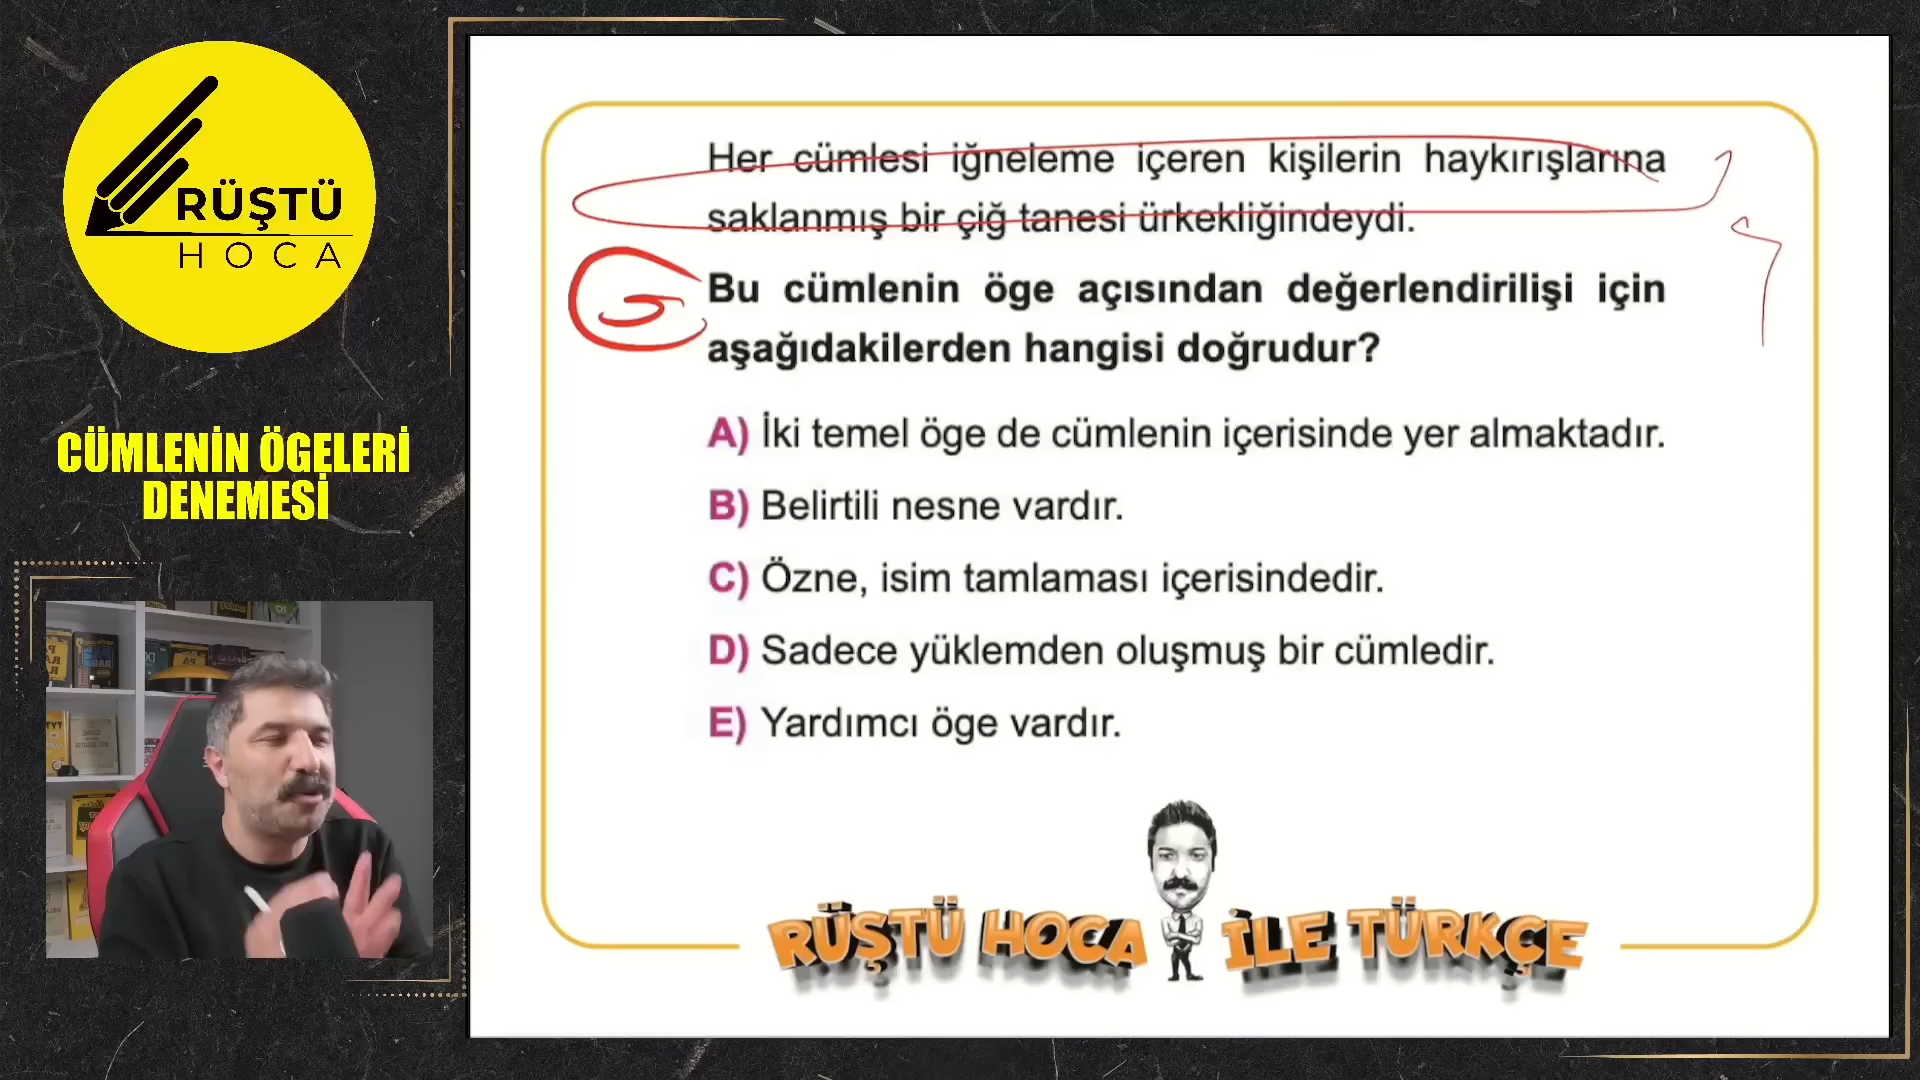 RÜŞTÜ
HOCA
CÜMLENİN ÖGELERİ
DENEMESİ
Her cümlesi iğneleme içeren kişilerin haykırışlarına
saklanmış bir çiğ tanesi ürkekliğindeydi.
Bu cümlenin öge açısından değerlendirilişi için
aşağıdakilerden hangisi doğrudur?
A) İki temel öge de cümlenin içerisinde yer almaktadır.
B) Belirtili nesne vardır.
C) Özne, isim tamlaması içerisindedir.
D) Sadece yüklemden oluşmuş bir cümledir.
E) Yardımcı öge vardır.
RÜŞTÜ HOCA İLE TÜRKÇE